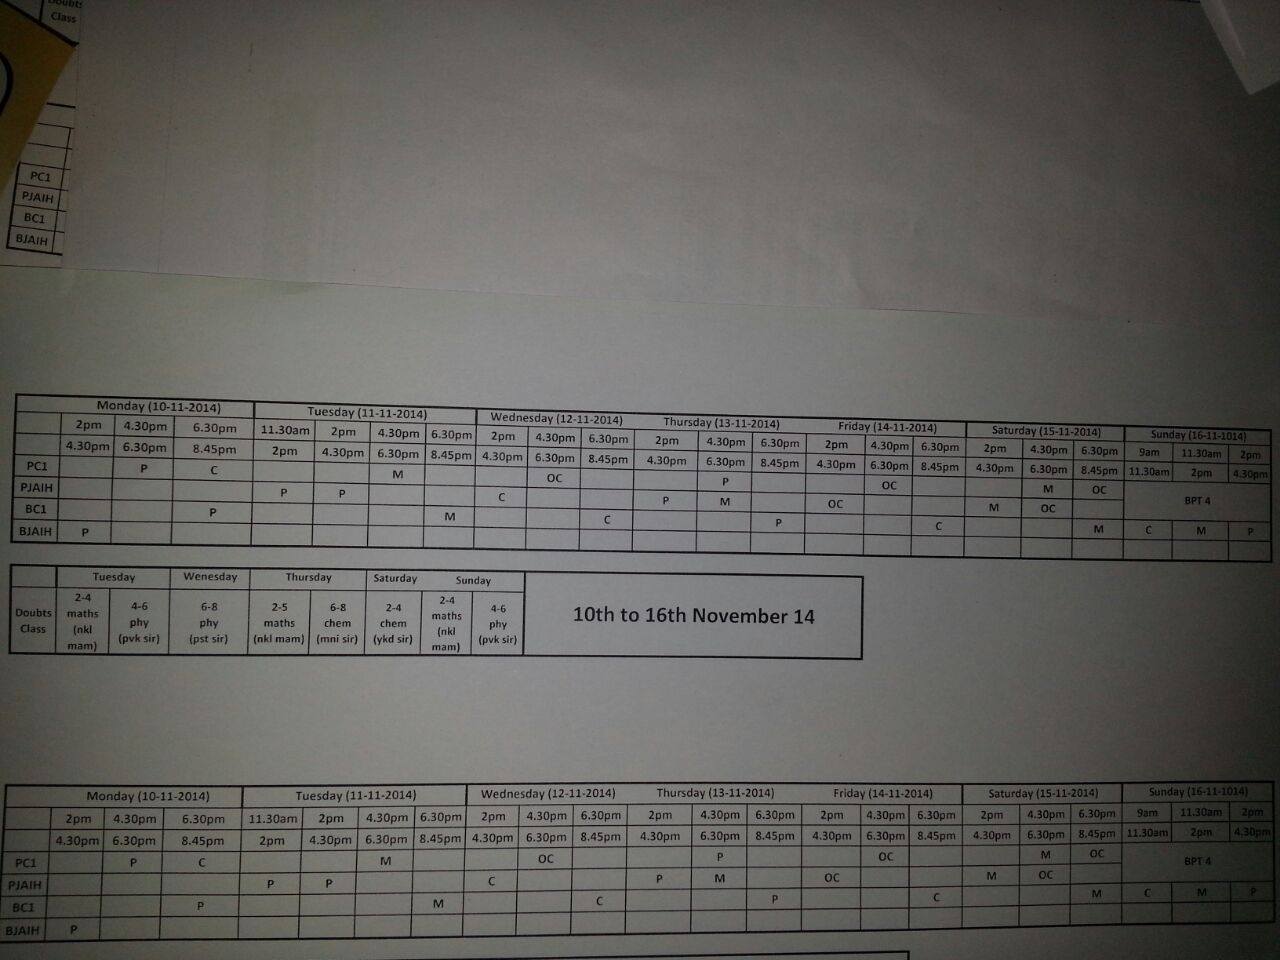 Doubts
Class
PC1
PJAIH
BC1
BJAIH
Monday (10-11-2014) Tuesday (11-11-2014) Wednesday (12-11-2014) Thursday (13-11-2014) Friday (14-11-2014) Saturday (15-11-2014) Sunday (16-11-1014)
2pm 4.30pm 6.30pm 11.30am 2pm 4.30pm 6.30pm 2pm 4.30pm 6.30pm 2pm 4.30pm 6.30pm 2pm 4.30pm 6.30pm 2pm 4.30pm 6.30pm 9am 11.30am 2pm
4.30pm 6.30pm 8.45pm 2pm 4.30pm 6.30pm 8.45pm 4.30pm 6.30pm 8.45pm 4.30pm 6.30pm 8.45pm 4.30pm 6.30pm 8.45pm 4.30pm 6.30pm 8.45pm 11.30am 2pm 4.30pm
PC1 P C M OC P OC M OC BPT 4
PJAIH P P C P M OC M OC
BC1 P M C P C M C M P
BJAIH P
Tuesday Wenesday Thursday Saturday Sunday
Doubts Class
2-4 maths (nkl mam)
4-6 phy (pvk sir)
6-8 phy (pst sir)
2-5 maths (nkl mam)
6-8 chem (mni sir)
2-4 chem (ykd sir)
2-4 maths (nkl mam)
4-6 phy (pvk sir)
10th to 16th November 14
Monday (10-11-2014) Tuesday (11-11-2014) Wednesday (12-11-2014) Thursday (13-11-2014) Friday (14-11-2014) Saturday (15-11-2014) Sunday (16-11-1014)
2pm 4.30pm 6.30pm 11.30am 2pm 4.30pm 6.30pm 2pm 4.30pm 6.30pm 2pm 4.30pm 6.30pm 2pm 4.30pm 6.30pm 2pm 4.30pm 6.30pm 9am 11.30am 2pm
4.30pm 6.30pm 8.45pm 2pm 4.30pm 6.30pm 8.45pm 4.30pm 6.30pm 8.45pm 4.30pm 6.30pm 8.45pm 4.30pm 6.30pm 8.45pm 4.30pm 6.30pm 8.45pm 11.30am 2pm 4.30pm
PC1 P C M OC P OC M OC BPT 4
PJAIH P P C P M OC M OC
BC1 P M C P C M C M P
BJAIH P